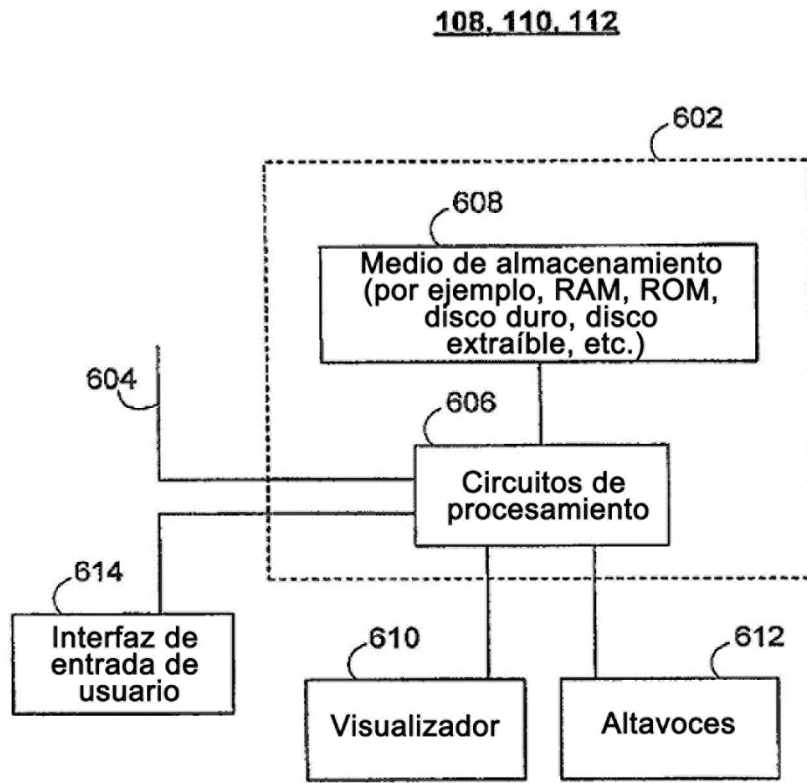 108, 110, 112
602
608
Medio de almacenamiento
(por ejemplo, RAM, ROM,
disco duro, disco
extraíble, etc.)
604
606
Circuitos de
procesamiento
614
Interfaz de
entrada de
usuario
610
Visualizador
612
Altavoces